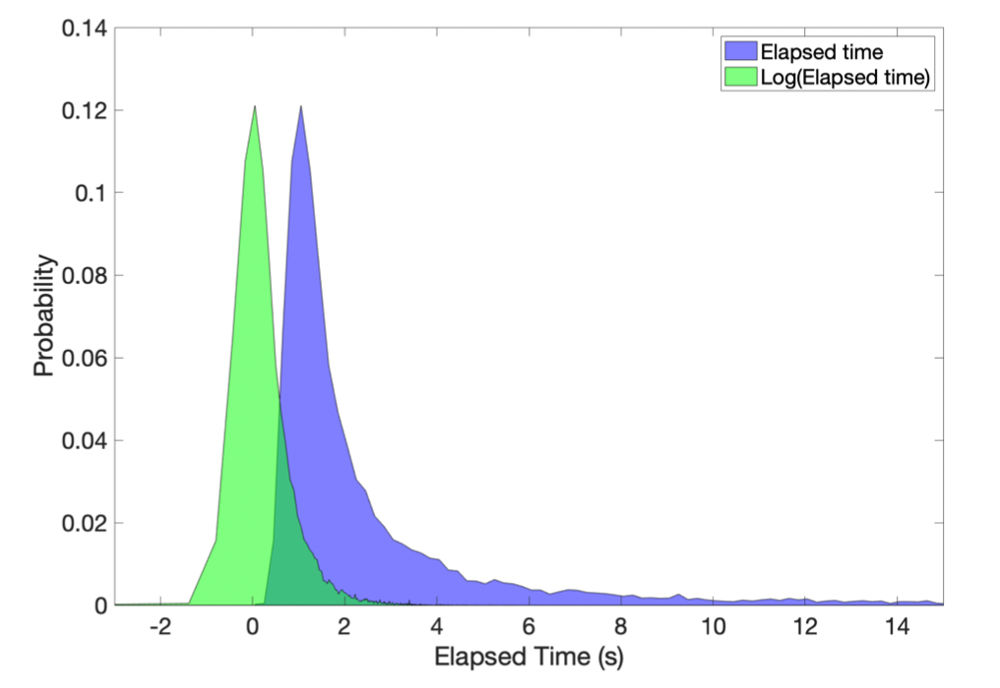 0.14
0.12
0.1
0.08
0.06
0.04
0.02
0
Probability
Elapsed time
Log(Elapsed time)
-2 0 2 4 6 8 10 12 14
Elapsed Time (s)